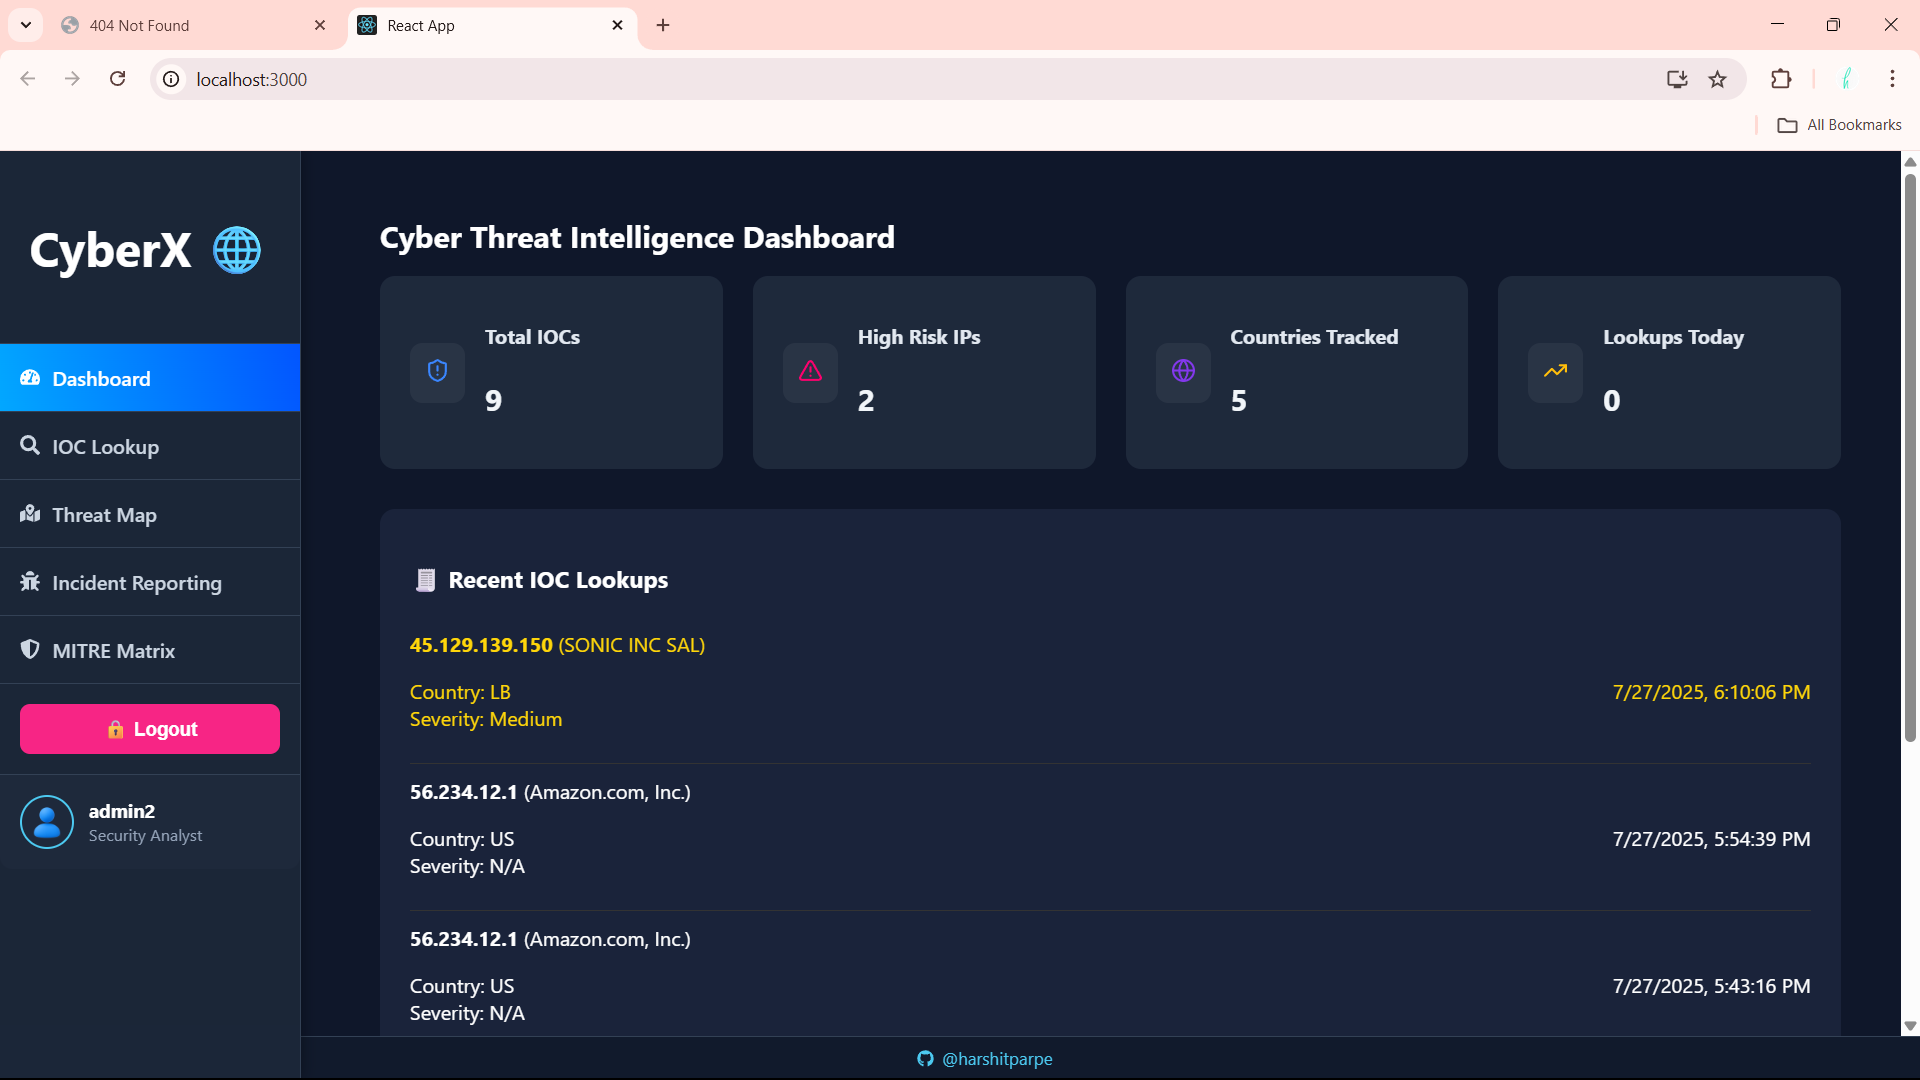 404 Not Found
React App
localhost:3000
All Bookmarks
CyberX
Dashboard
IOC Lookup
Threat Map
Incident Reporting
MITRE Matrix
Logout
admin2
Security Analyst
Cyber Threat Intelligence Dashboard
Total IOCs
9
High Risk IPs
2
Countries Tracked
5
Lookups Today
0
Recent IOC Lookups
45.129.139.150 (SONIC INC SAL)
Country: LB
7/27/2025, 6:10:06 PM
Severity: Medium
56.234.12.1 (Amazon.com, Inc.)
Country: US
7/27/2025, 5:54:39 PM
Severity: N/A
56.234.12.1 (Amazon.com, Inc.)
Country: US
7/27/2025, 5:43:16 PM
Severity: N/A
@harshitparpe